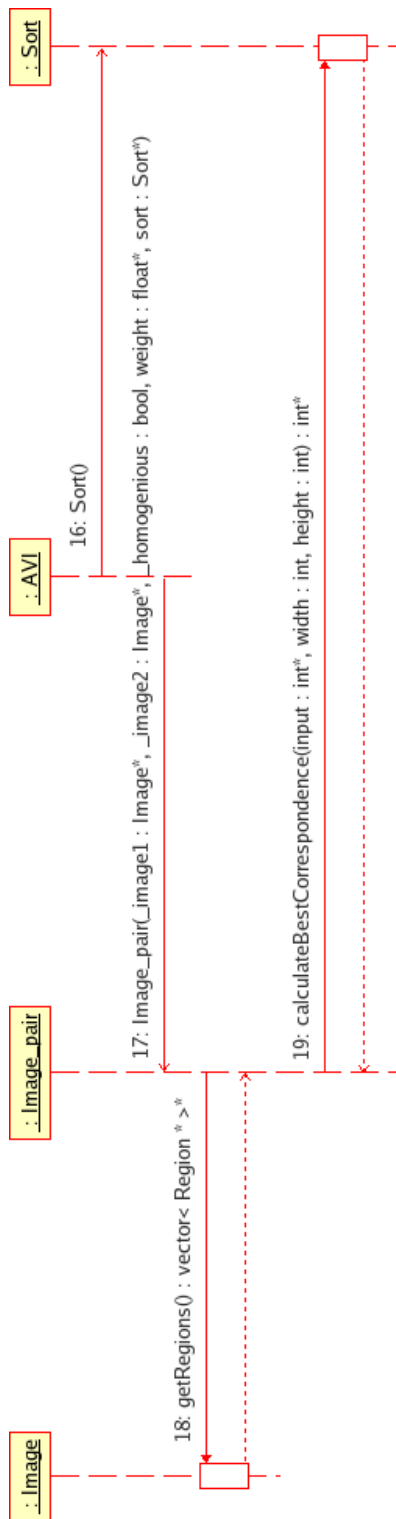 : Image
: Image_pair
: AVI
: Sort
16: Sort()
17: Image_pair(_image1 : Image*, _image2 : Image*, _homogenious : bool, weight : float*, sort : Sort*)
18: getRegions() : vector< Region * >*
19: calculateBestCorrespondence(input : int*, width : int, height : int) : int*